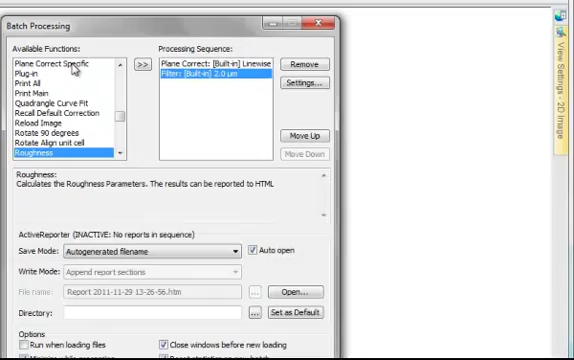 Batch Processing
Available Functions:
Processing Sequence:
Plane Correct Specific
Plug-in
Print All
Print Main
Quadrangle Curve Fit
Recall Default Correction
Reload Image
Rotate 90 degrees
Rotate Align unit cell
Roughness
>>
Plane Correct: [Built-in] Linewise
Filter: [Built-in] 2.0 µm
Remove
Settings...
Move Up
Move Down
Roughness:
Calculates the Roughness Parameters. The results can be reported to HTML
ActiveReporter (INACTIVE: No reports in sequence)
Save Mode: Autogenerated filename
Auto open
Write Mode: Append report sections
File name: Report 2011-11-29 13-26-56.htm ... Open...
Directory: ... Set as Default
Options
Run when loading files
Close windows before new loading
View Settings - 2D Image